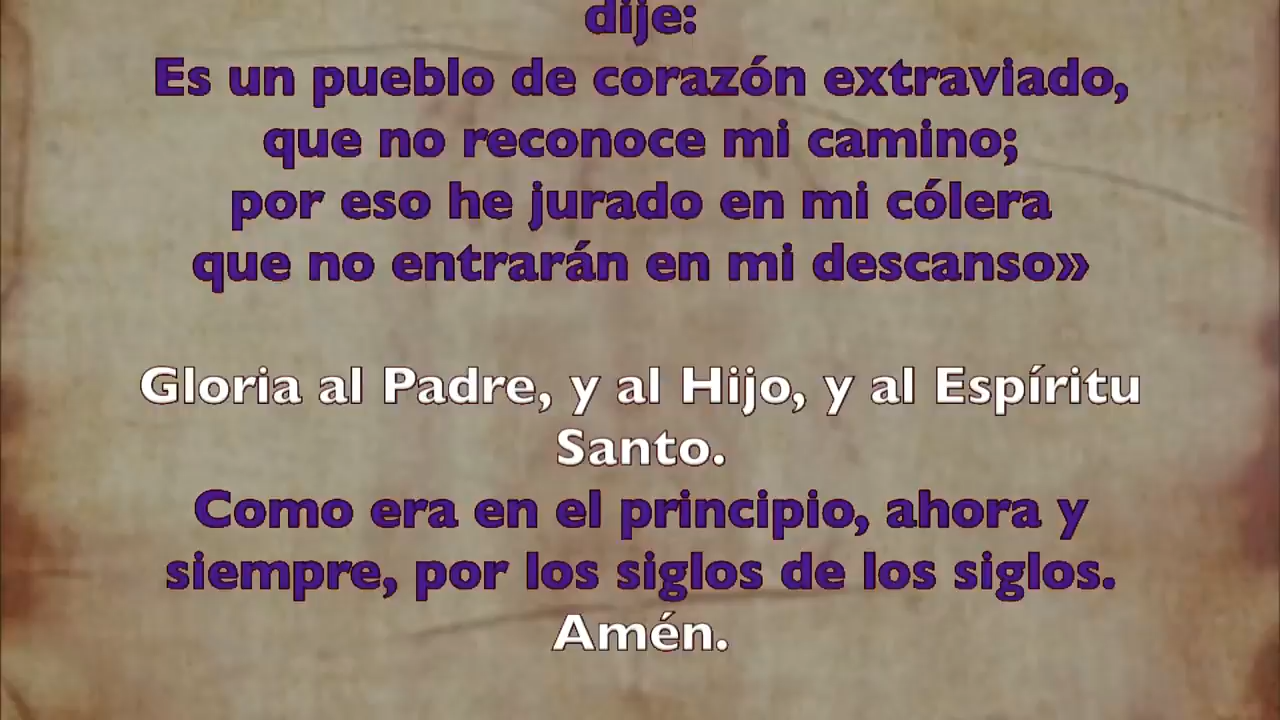 dije:
Es un pueblo de corazón extraviado,
que no reconoce mi camino;
por eso he jurado en mi cólera
que no entrarán en mi descanso»
Gloria al Padre, y al Hijo, y al Espíritu
Santo.
Como era en el principio, ahora y
siempre, por los siglos de los siglos.
Amén.